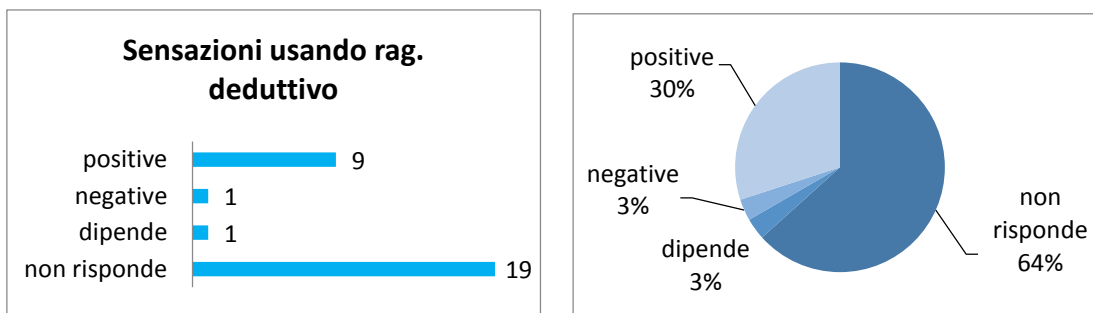 Sensazioni usando rag.
deduttivo
positive 9
negative 1
dipende 1
non risponde 19
positive
30%
negative
3%
dipende
3%
non
risponde
64%